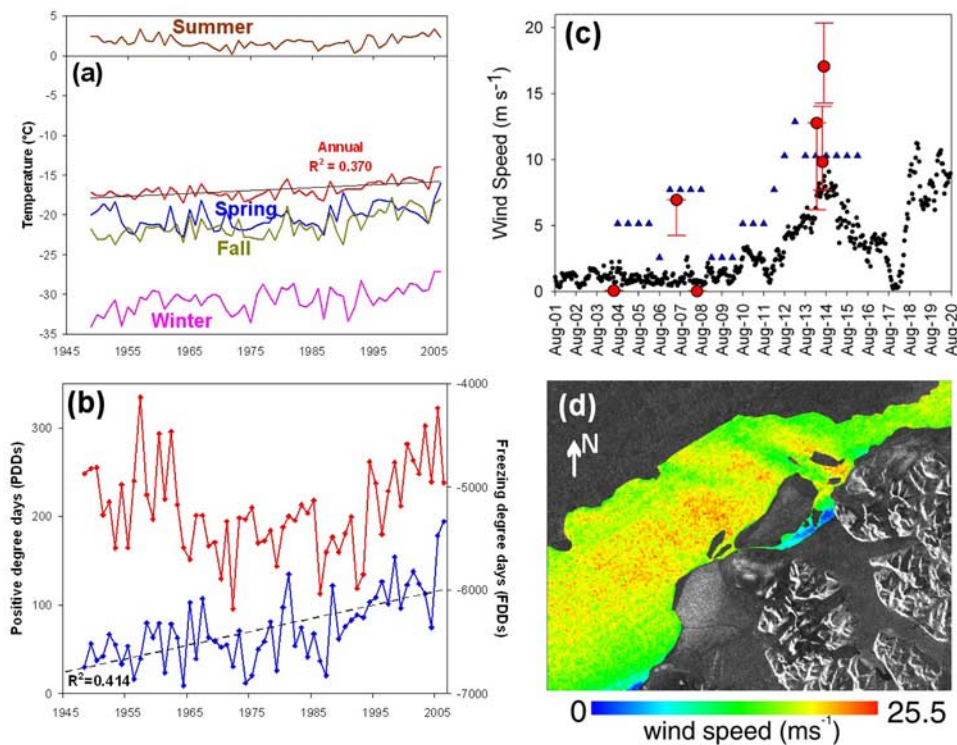 5
0
-5
-10
-15
-20
-25
-30
-35
Temperature (°C)
(a)
Summer
Annual
R² = 0.370
Spring
Fall
Winter
1945 1955 1965 1975 1985 1995 2005
(b)
300
200
100
0
Positive degree days (PDDs)
R²=0.414
-4000
-5000
-6000
-7000
Freezing degree days (FDDs)
1945 1955 1965 1975 1985 1995 2005
(c)
20
15
10
5
0
Wind Speed (m s⁻¹)
Aug-01
Aug-02
Aug-03
Aug-04
Aug-05
Aug-06
Aug-07
Aug-08
Aug-09
Aug-10
Aug-11
Aug-12
Aug-13
Aug-14
Aug-15
Aug-16
Aug-17
Aug-18
Aug-19
Aug-20
(d)
N
0 25.5
wind speed (ms⁻¹)